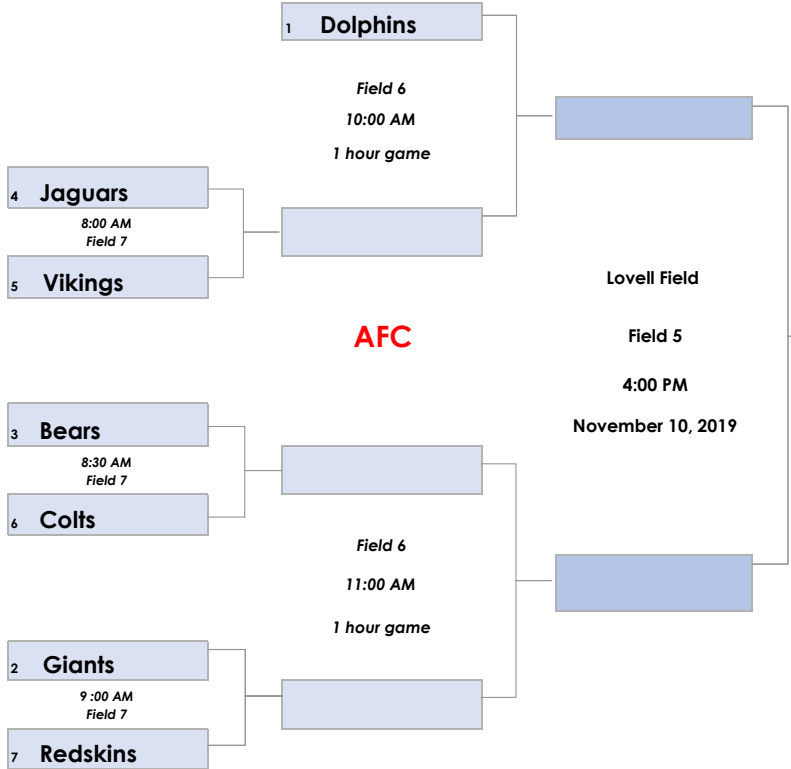 1 Dolphins
Field 6
10:00 AM
1 hour game
4 Jaguars
8:00 AM
Field 7
5 Vikings
Lovell Field
AFC
Field 5
4:00 PM
November 10, 2019
3 Bears
8:30 AM
Field 7
6 Colts
Field 6
11:00 AM
1 hour game
2 Giants
9 :00 AM
Field 7
7 Redskins